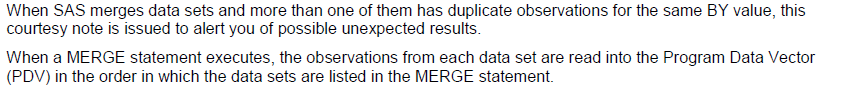 When SAS merges data sets and more than one of them has duplicate observations for the same BY value, this
courtesy note is issued to alert you of possible unexpected results.
When a MERGE statement executes, the observations from each data set are read into the Program Data Vector
(PDV) in the order in which the data sets are listed in the MERGE statement.